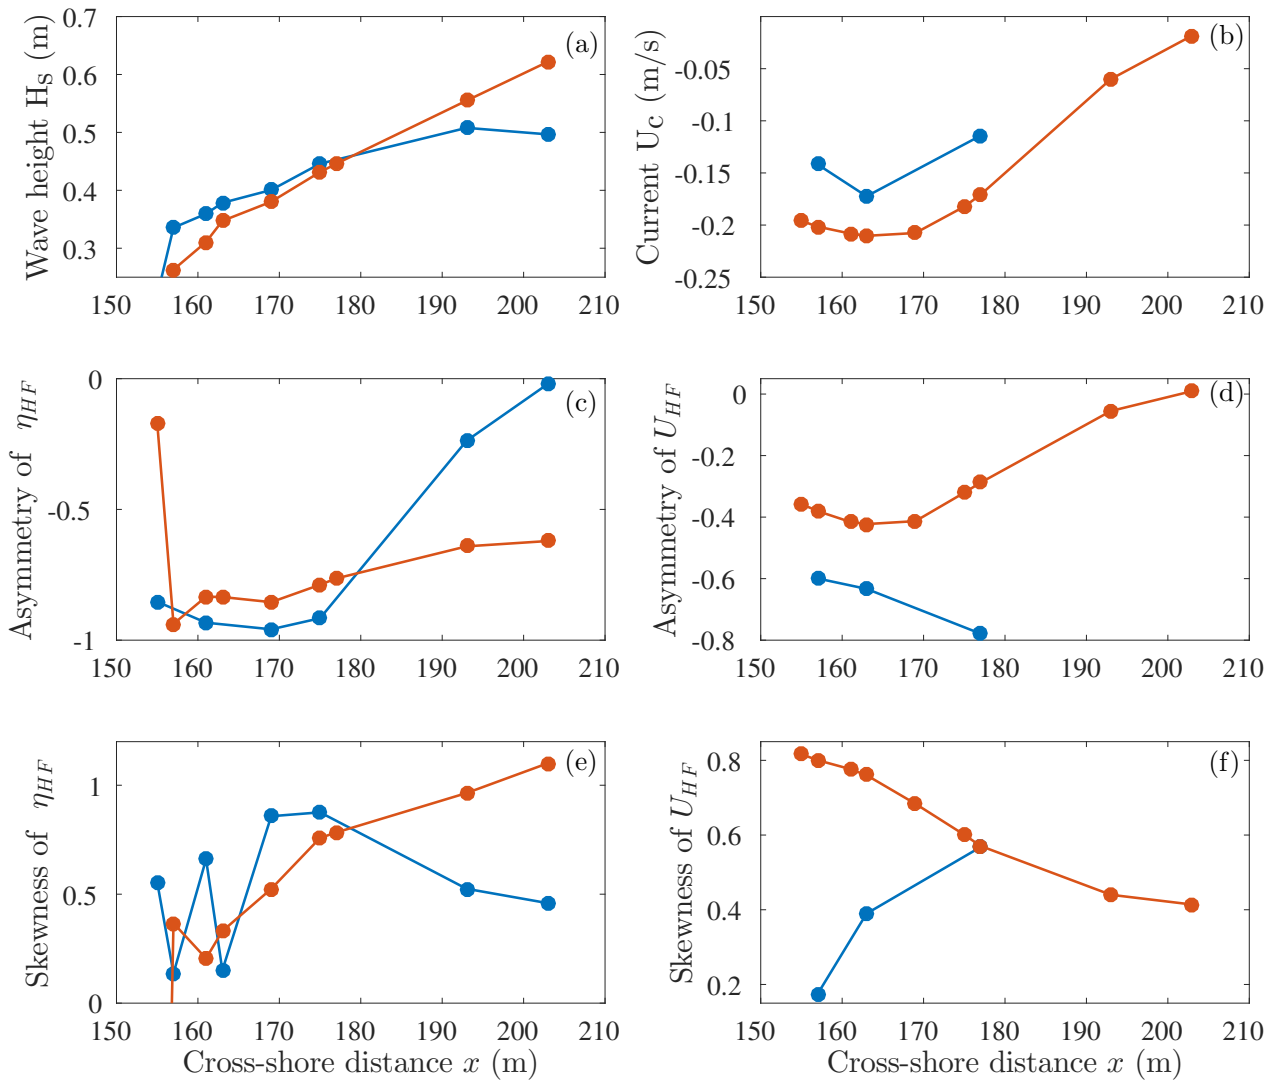 0.7
0.6
0.5
0.4
0.3
Wave height Hs (m)
(a)
150 160 170 180 190 200 210
-0.05
-0.1
-0.15
-0.2
-0.25
Current Uc (m/s)
(b)
150 160 170 180 190 200 210
0
-0.5
-1
Asymmetry of η_HF
(c)
150 160 170 180 190 200 210
0
-0.2
-0.4
-0.6
-0.8
Asymmetry of U_HF
(d)
150 160 170 180 190 200 210
1
0.5
0
Skewness of η_HF
(e)
150 160 170 180 190 200 210
Cross-shore distance x (m)
0.8
0.6
0.4
0.2
Skewness of U_HF
(f)
150 160 170 180 190 200 210
Cross-shore distance x (m)